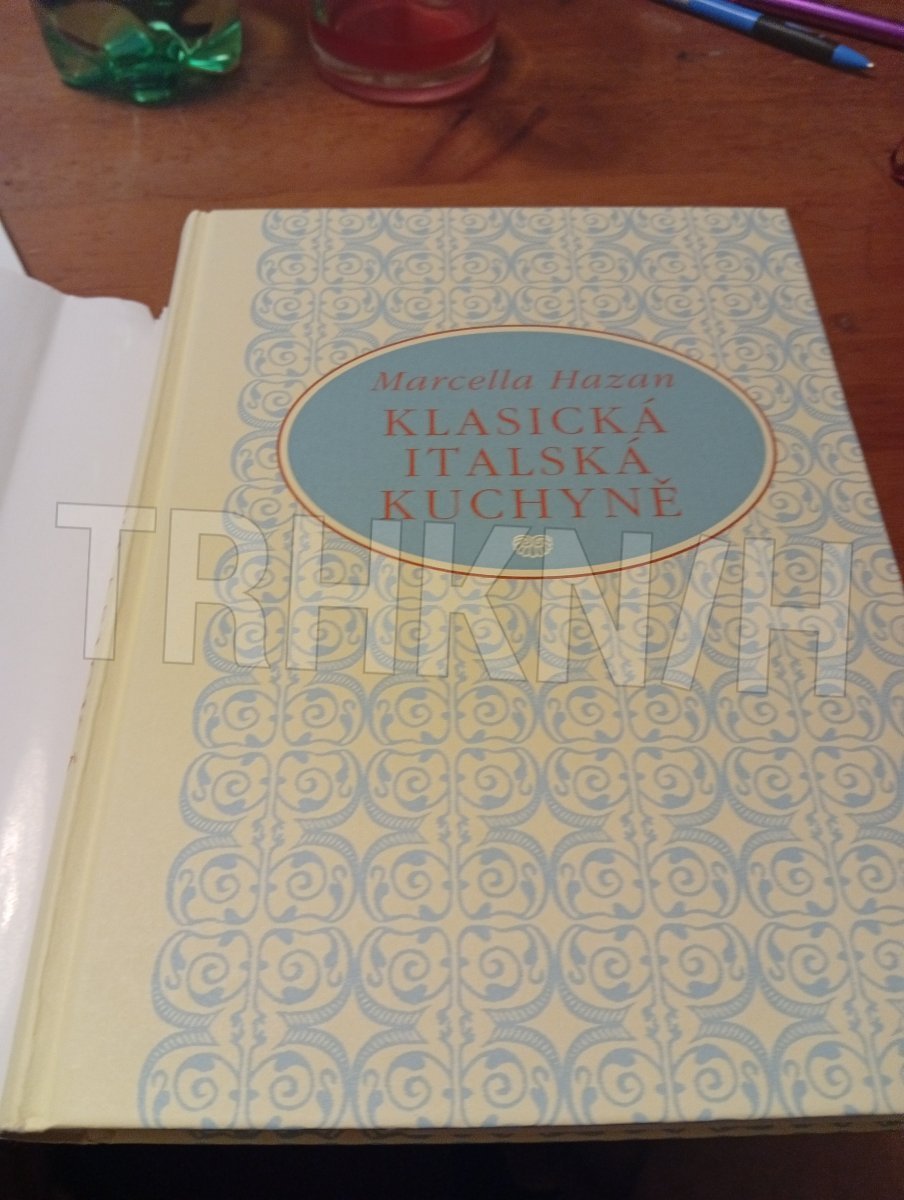 Marcella Hazan
KLASICKÁ
ITALSKÁ
KUCHYNĚ
TRHKNIH